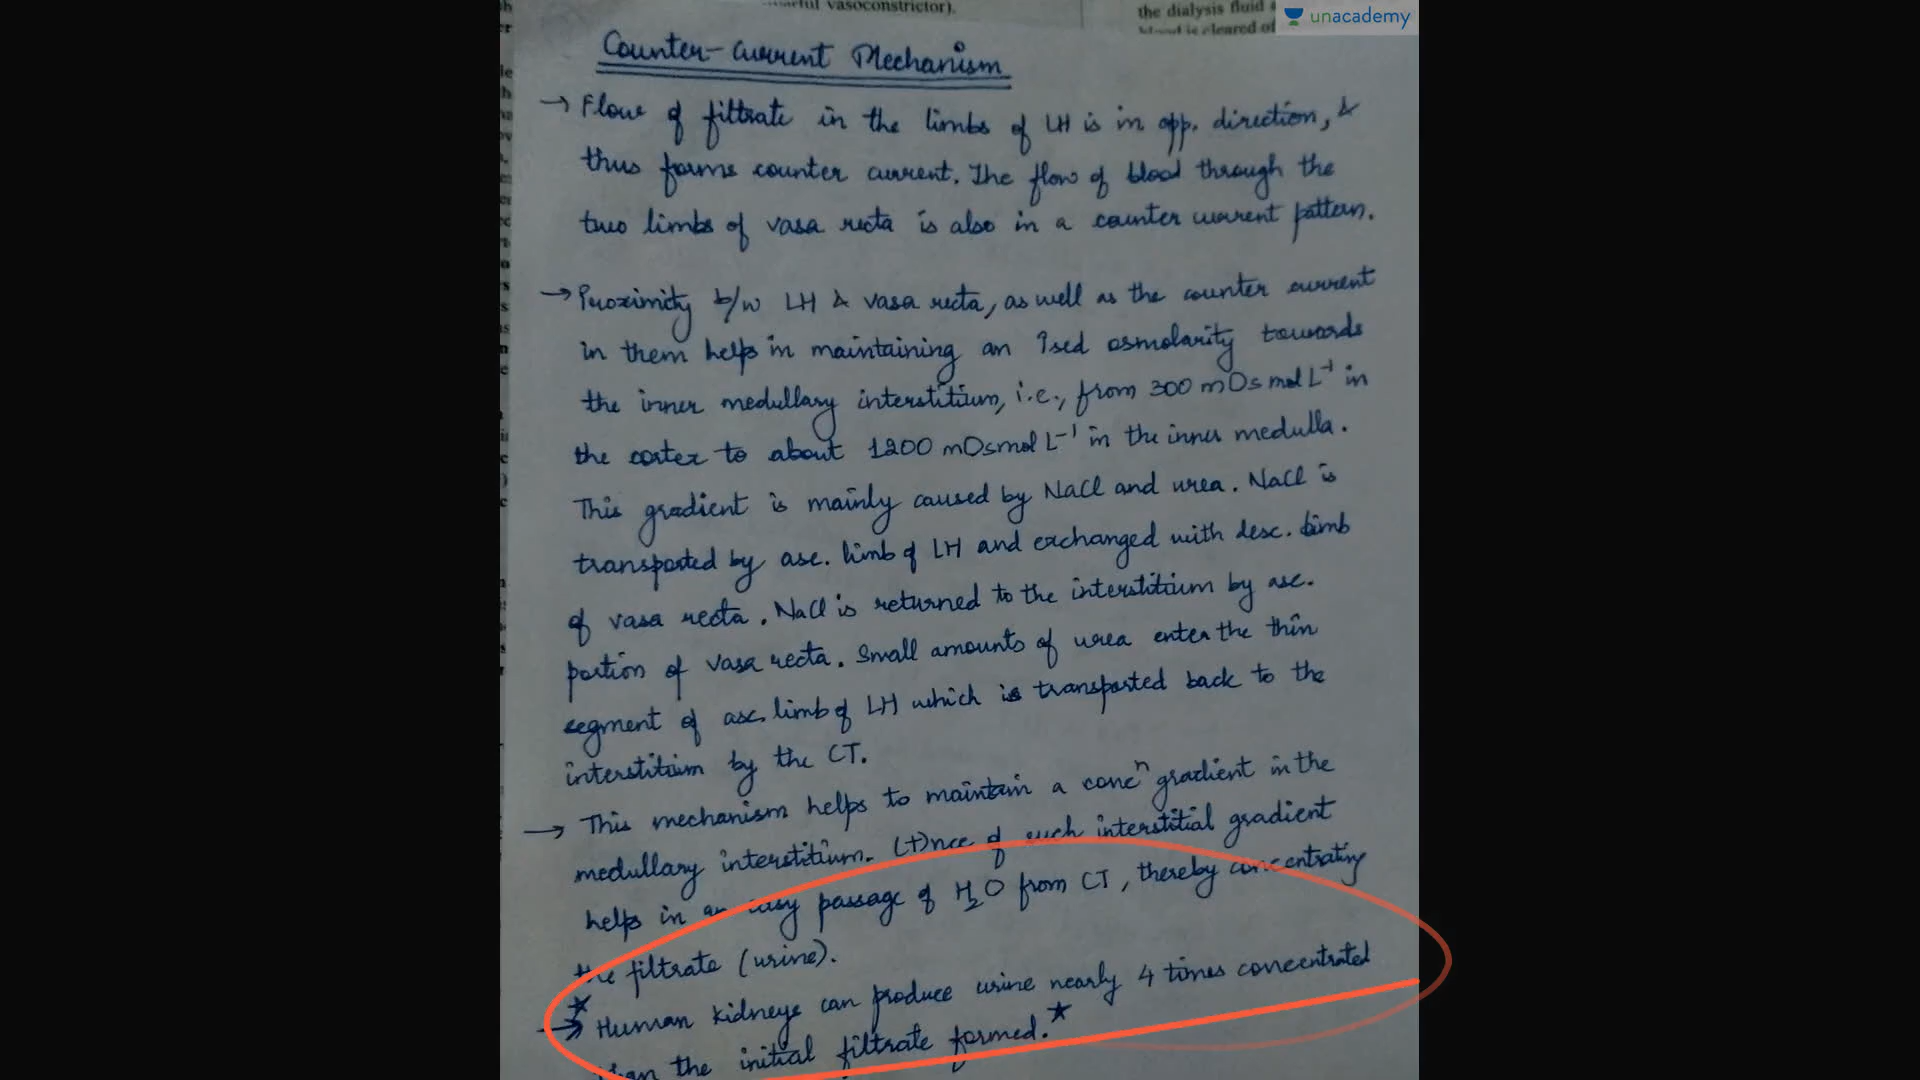 ful vasoconstrictor).
the dialysis fluid
unacademy
blood is cleared of
Counter-current Mechanism
→ Flow of filtrate in the limbs of LH is in opp. direction, &
thus forms counter current. The flow of blood through the
two limbs of vasa recta is also in a counter current pattern.
→ Proximity b/w LH & vasa recta, as well as the counter current
in them helps in maintaining an ↑sed osmolarity towards
the inner medullary interstitium, i.e., from 300 mOsmol L⁻¹ in
the cortex to about 1200 mOsmol L⁻¹ in the inner medulla.
This gradient is mainly caused by NaCl and urea. NaCl is
transported by asc. limb of LH and exchanged with desc. limb
of vasa recta. NaCl is returned to the interstitium by asc.
portion of vasa recta. Small amounts of urea enter the thin
segment of asc. limb of LH which is transported back to the
interstitium by the CT.
→ This mechanism helps to maintain a concⁿ gradient in the
medullary interstitium. (+)nce of such interstitial gradient
helps in an easy passage of H₂O from CT, thereby concentrating
the filtrate (urine).
★
→ Human kidneys can produce urine nearly 4 times concentrated
than the initial filtrate formed.★